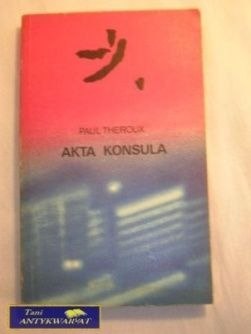 PAUL THEROUX
AKTA KONSULA
Tani
ANTYKWARIAT